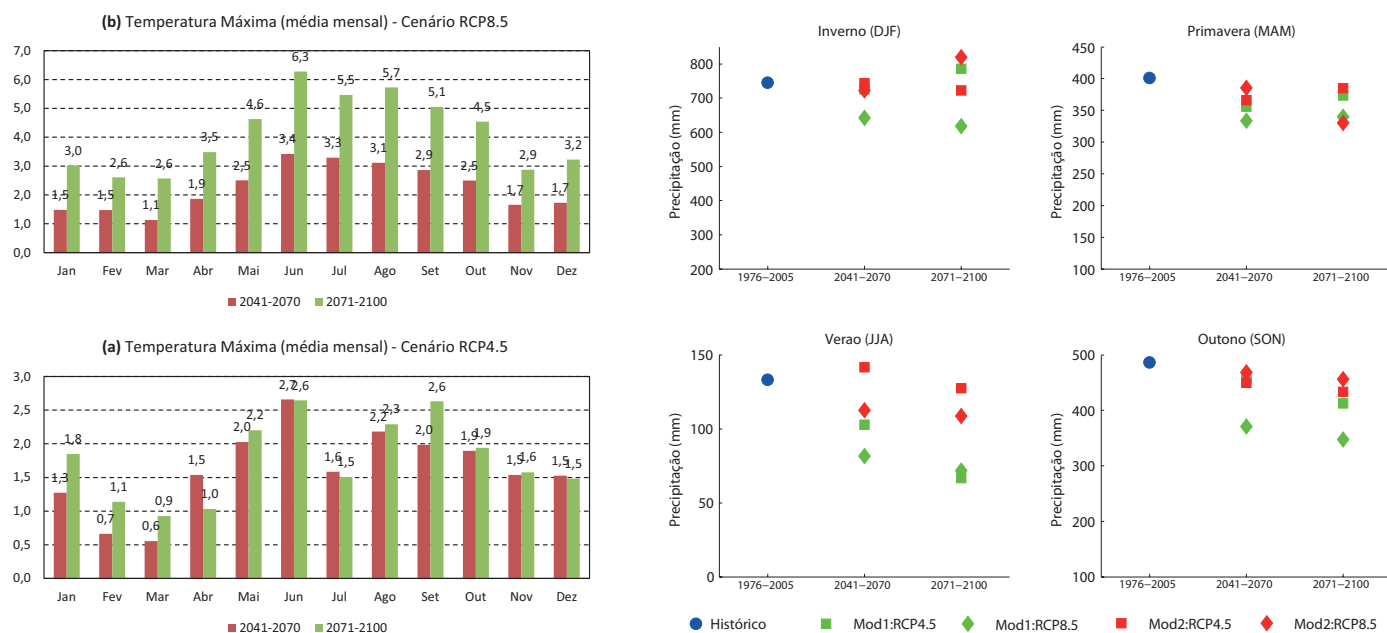 (b) Temperatura Máxima (média mensal) - Cenário RCP8.5
7,0
6,0
5,0
4,0
3,0
2,0
1,0
0,0
1,5 3,0 1,5 2,6 1,1 2,6 1,9 3,5 2,5 4,6 3,4 6,3 3,3 5,5 3,1 5,7 2,9 5,1 2,5 4,5 1,7 2,9 1,7 3,2
Jan Fev Mar Abr Mai Jun Jul Ago Set Out Nov Dez
2041-2070 2071-2100
(a) Temperatura Máxima (média mensal) - Cenário RCP4.5
3,0
2,5
2,0
1,5
1,0
0,5
0,0
1,3 1,8 0,7 1,1 0,6 0,9 1,5 1,0 2,0 2,2 2,7 2,6 1,6 1,5 2,2 2,3 2,0 2,6 1,9 1,9 1,5 1,6 1,5 1,5
Jan Fev Mar Abr Mai Jun Jul Ago Set Out Nov Dez
2041-2070 2071-2100
Inverno (DJF)
Precipitação (mm)
800
700
600
500
400
300
200
1976–2005 2041–2070 2071–2100
Primavera (MAM)
Precipitação (mm)
450
400
350
300
250
200
150
100
1976–2005 2041–2070 2071–2100
Verao (JJA)
Precipitação (mm)
150
100
50
0
1976–2005 2041–2070 2071–2100
Outono (SON)
Precipitação (mm)
500
400
300
200
100
1976–2005 2041–2070 2071–2100
Histórico Mod1:RCP4.5 Mod1:RCP8.5 Mod2:RCP4.5 Mod2:RCP8.5